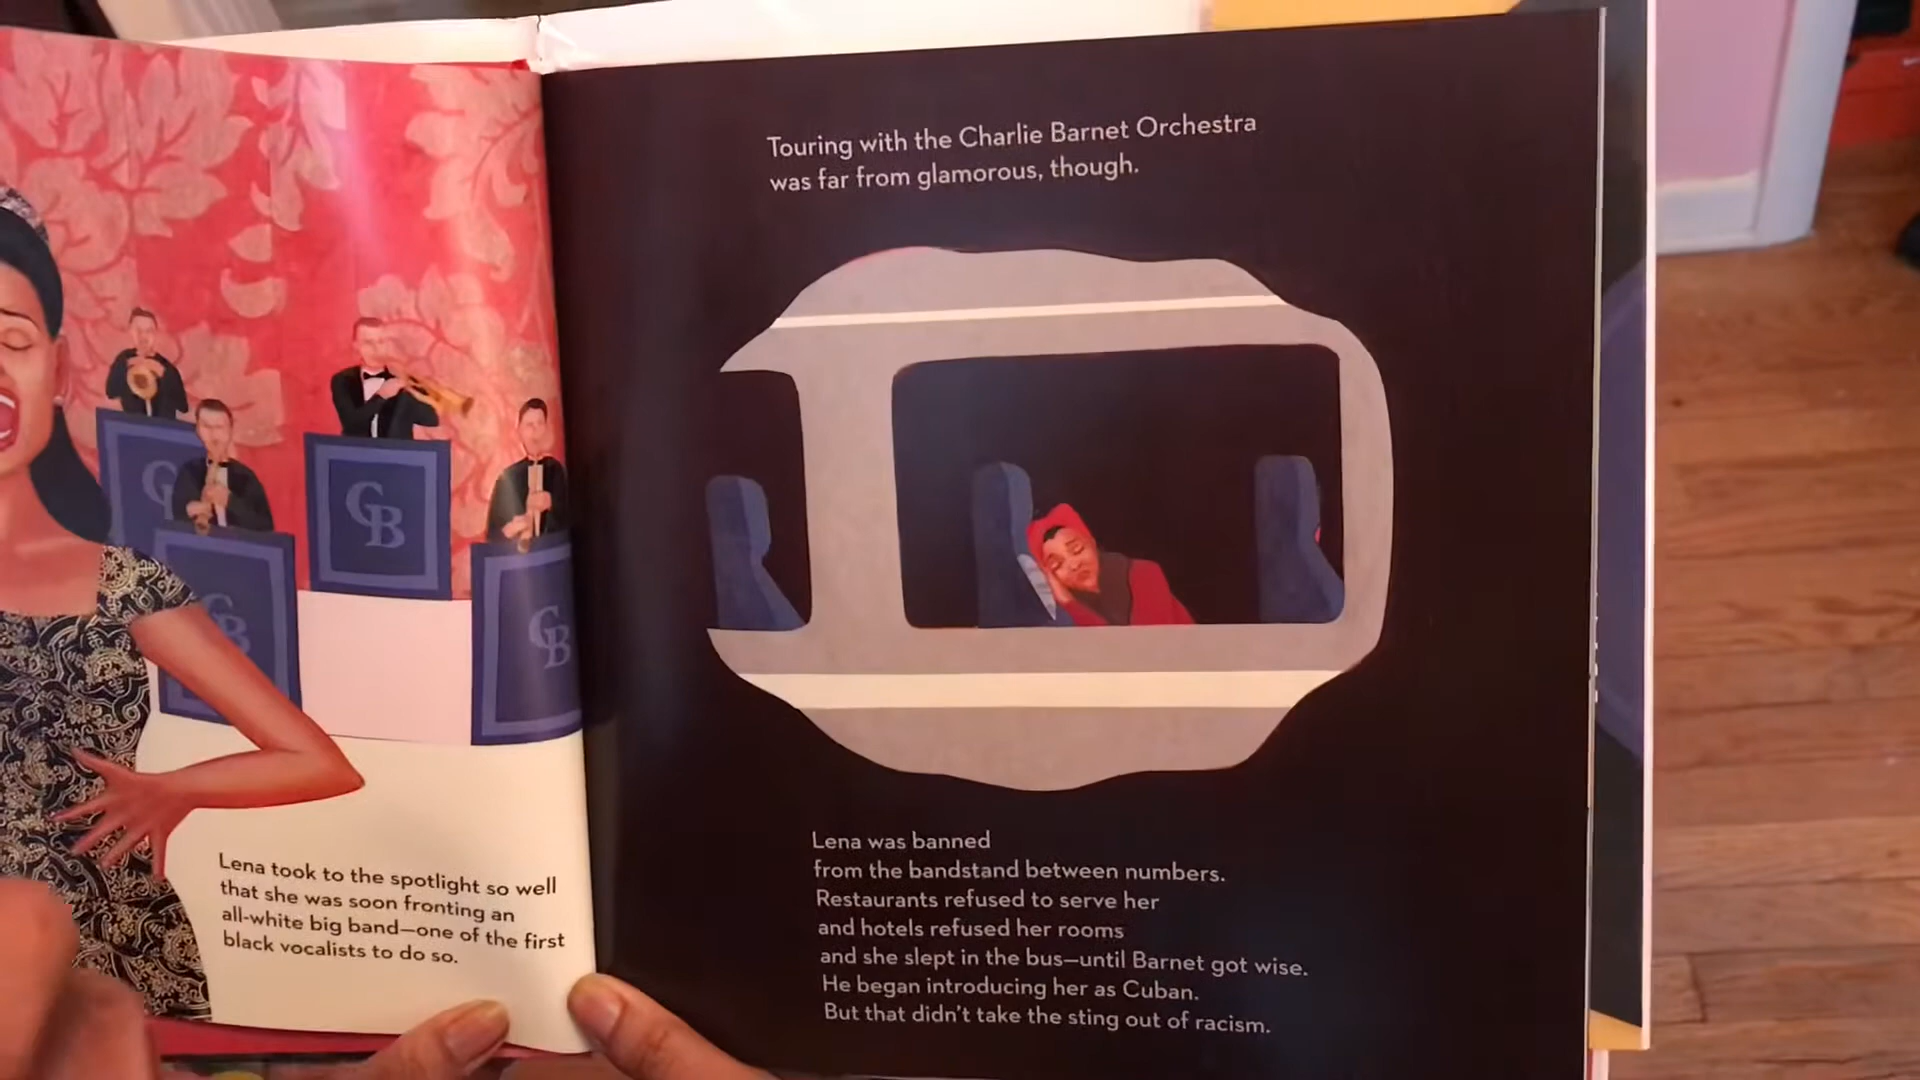 CB
CB
CB
CB
Lena took to the spotlight so well
that she was soon fronting an
all-white big band—one of the first
black vocalists to do so.
Touring with the Charlie Barnet Orchestra
was far from glamorous, though.
Lena was banned
from the bandstand between numbers.
Restaurants refused to serve her
and hotels refused her rooms
and she slept in the bus—until Barnet got wise.
He began introducing her as Cuban.
But that didn't take the sting out of racism.